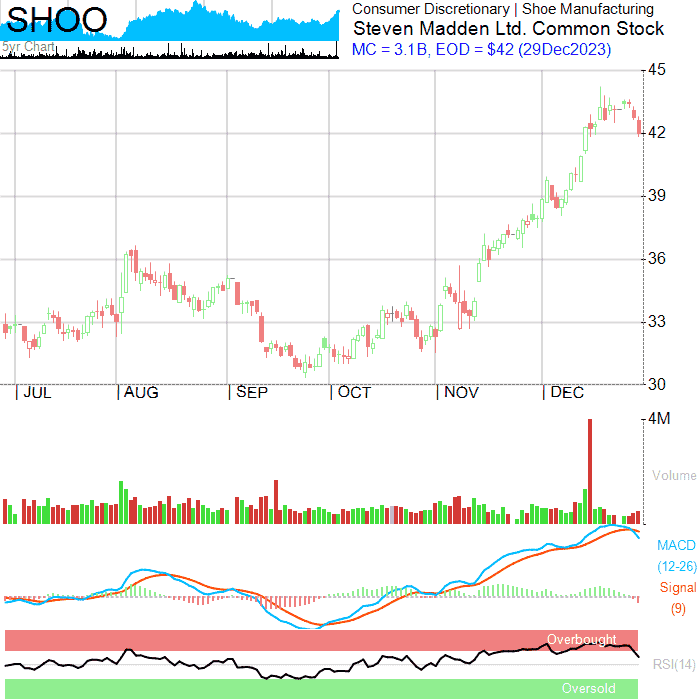 SHOO
5yr Chart
Consumer Discretionary | Shoe Manufacturing
Steven Madden Ltd. Common Stock
MC = 3.1B, EOD = $42 (29Dec2023)
45
42
39
36
33
30
JUL AUG SEP OCT NOV DEC
4M
Volume
MACD
(12-26)
Signal
(9)
Overbought
RSI(14)
Oversold